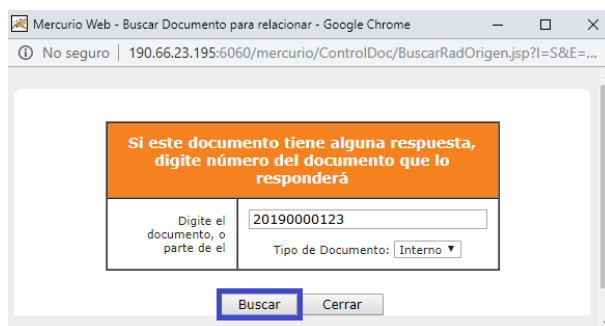 Mercurio Web - Buscar Documento para relacionar - Google Chrome
No seguro | 190.66.23.195:6060/mercurio/ControlDoc/BuscarRadOrigen.jsp?I=S&E=...
Si este documento tiene alguna respuesta,
digite número del documento que lo
responderá
Digite el
documento, o
parte de el
20190000123
Tipo de Documento: Interno
Buscar Cerrar